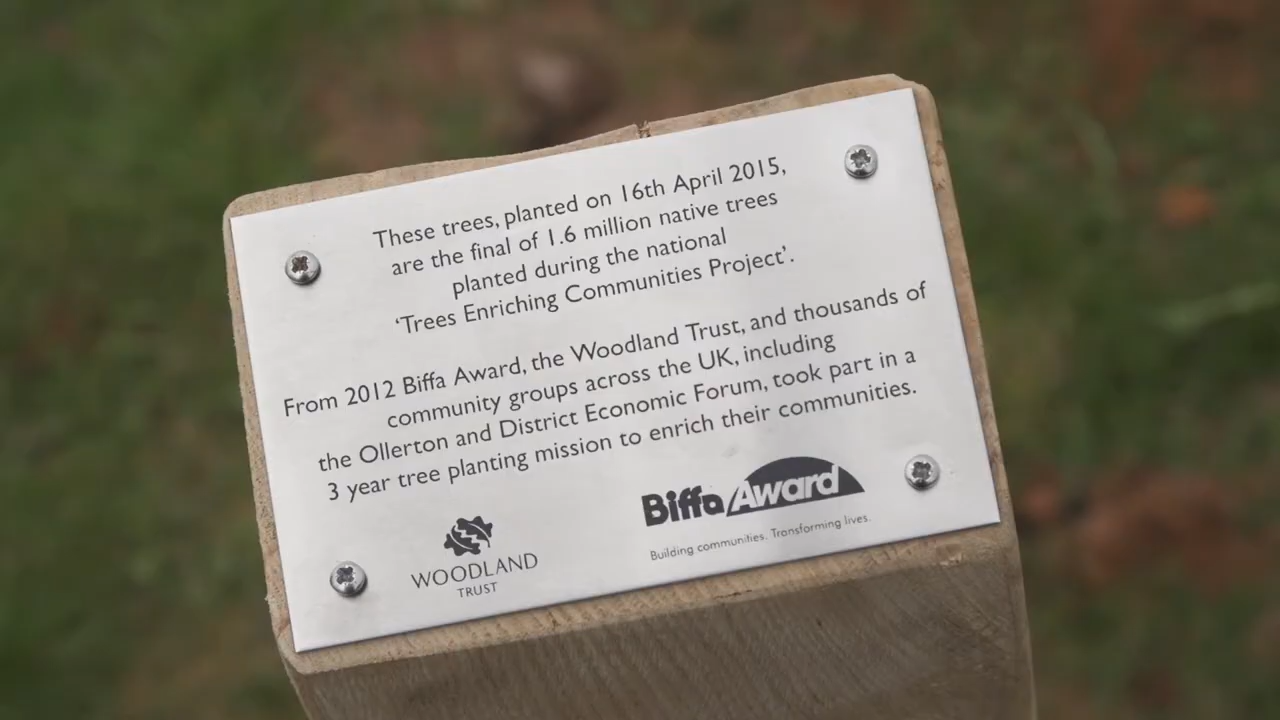 These trees, planted on 16th April 2015,
are the final of 1.6 million native trees
planted during the national
‘Trees Enriching Communities Project’.
From 2012 Biffa Award, the Woodland Trust, and thousands of
community groups across the UK, including
the Ollerton and District Economic Forum, took part in a
3 year tree planting mission to enrich their communities.
WOODLAND
TRUST
Biffa Award
Building communities. Transforming lives.